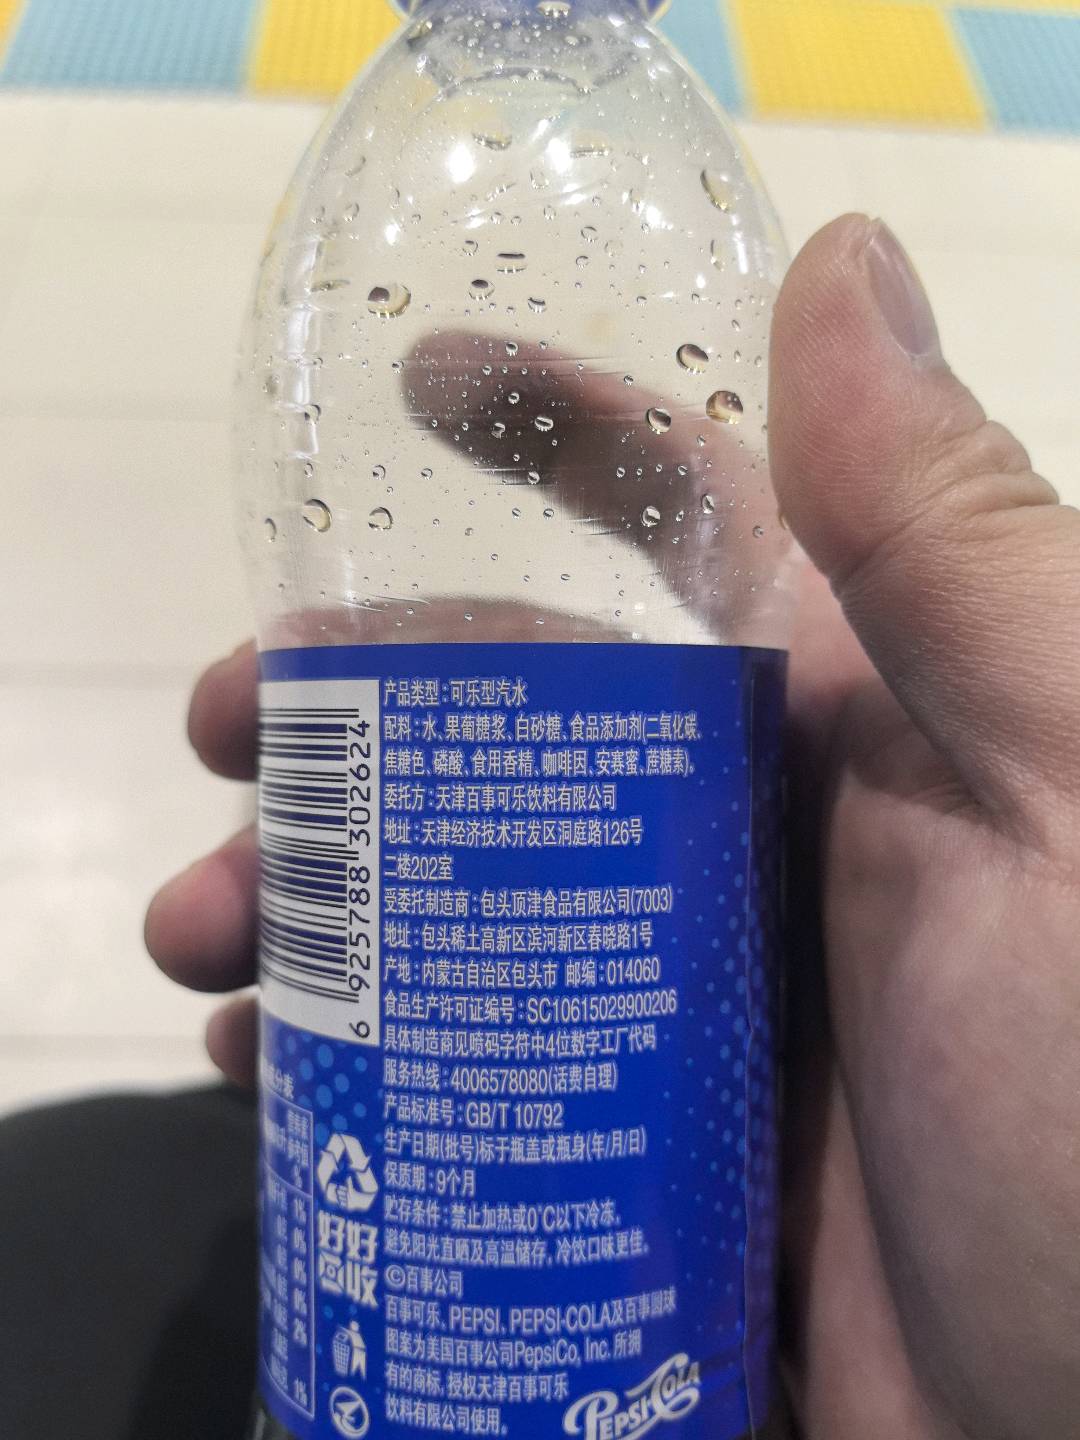 产品类型:可乐型汽水
配料:水、果葡糖浆、白砂糖、食品添加剂(二氧化碳、
焦糖色、磷酸、食用香精、咖啡因、安赛蜜、蔗糖素)。
委托方:天津百事可乐饮料有限公司
地址:天津经济技术开发区洞庭路126号
二楼202室
受委托制造商:包头顶津食品有限公司(7003)
地址:包头稀土高新区滨河新区春晓路1号
产地:内蒙古自治区包头市 邮编:014060
食品生产许可证编号:SC10615029900206
具体制造商见喷码字符中4位数字工厂代码
服务热线:4006578080(话费自理)
产品标准号:GB/T 10792
生产日期(批号)标于瓶盖或瓶身(年/月/日)
保质期:9个月
贮存条件:禁止加热或0°C以下冷冻,
避免阳光直晒及高温储存,冷饮口味更佳。
©百事公司
百事可乐、PEPSI、PEPSI-COLA及百事圆球
图案为美国百事公司PepsiCo, Inc.所拥
有的商标,授权天津百事可乐
饮料有限公司使用。
PEPSI-COLA
6 925788 302624
分表
营养素
参考值
%
1%
0%
0%
0%
2%
1%
好好
回收